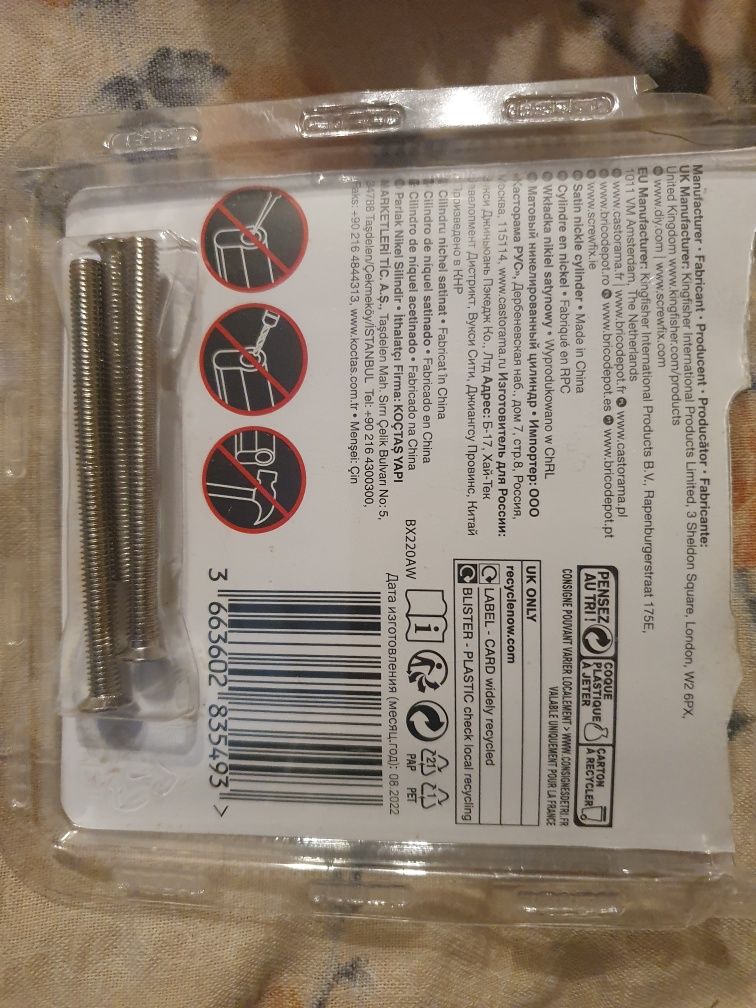 Manufacturer • Fabricant • Producent • Producător • Fabricante:
UK Manufacturer: Kingfisher International Products Limited, 3 Sheldon Square, London, W2 6PX,
United Kingdom www.kingfisher.com/products
www.diy.com www.screwfix.com
EU Manufacturer: Kingfisher International Products B.V., Rapenburgerstraat 175E,
1011 VM Amsterdam, The Netherlands
www.castorama.fr | www.bricodepot.fr www.castorama.pl
www.bricodepot.ro www.bricodepot.es www.bricodepot.pt
www.screwfix.ie
Satin nickle cylinder • Made in China
Cylindre en nickel • Fabriqué en RPC
Wkładka nikiel satynowy • Wyprodukowano w ChRL
Матовый никелированный цилиндр • Импортер: ООО
«Касторама РУС», Дербеневская наб., дом 7, стр 8, Россия,
Москва, 115114, www.castorama.ru Изготовитель для России:
Вукси Джиньюань Пэкедж Ко., Лтд Адрес: Б-17, Хай-Тек
Девелопмент Дистрикт, Вукси Сити, Джиангсу Провинс, Китай
Произведено в КНР
Cilindru nichel satinat • Fabricat în China
Cilindro de níquel satinado • Fabricado en China
Cilindro de níquel acetinado • Fabricado na China
Parlak Nikel Silindir • İthalatçı Firma: KOÇTAŞ YAPI
MARKETLERİ TİC. A.Ş., Taşdelen Mah. Sırrı Çelik Bulvarı No:5,
34788 Taşdelen/Çekmeköy/İSTANBUL Tel: +90 216 4300300,
Faks: +90 216 4844313, www.koctas.com.tr • Menşei: Çin
PENSEZ
AU TRI !
COQUE
PLASTIQUE
À JETER
CARTON
À RECYCLER
CONSIGNE POUVANT VARIER LOCALEMENT > WWW.CONSIGNESDETRI.FR
VALABLE UNIQUEMENT POUR LA FRANCE
UK ONLY
recyclenow.com
LABEL - CARD widely recycled
BLISTER - PLASTIC check local recycling
BX220AW
i
21
PAP
1
PET
Дата изготовления (месяц.год): 08.2022
3 663602 835493 >